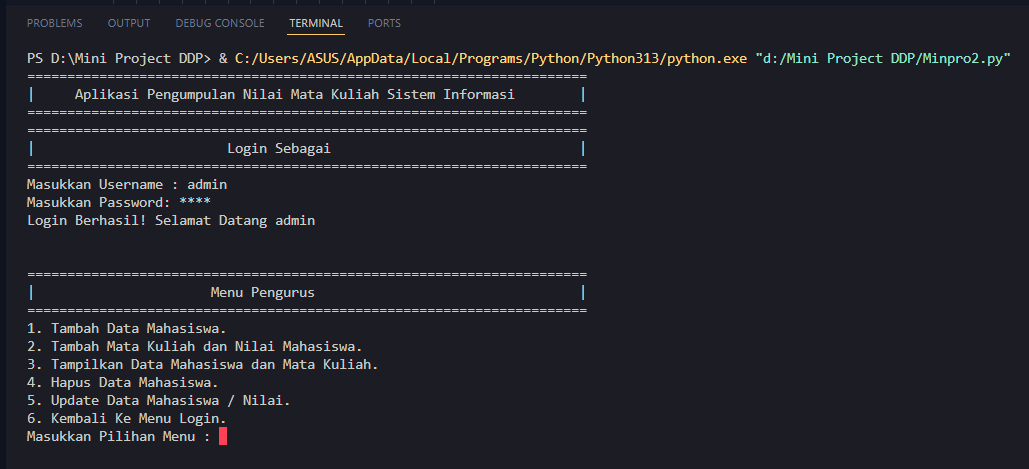 PROBLEMS OUTPUT DEBUG CONSOLE TERMINAL PORTS
PS D:\Mini Project DDP> & C:/Users/ASUS/AppData/Local/Programs/Python/Python313/python.exe "d:/Mini Project DDP/Minpro2.py"
======================================================================
| Aplikasi Pengumpulan Nilai Mata Kuliah Sistem Informasi |
======================================================================
======================================================================
| Login Sebagai |
======================================================================
Masukkan Username : admin
Masukkan Password: ****
Login Berhasil! Selamat Datang admin
======================================================================
| Menu Pengurus |
======================================================================
1. Tambah Data Mahasiswa.
2. Tambah Mata Kuliah dan Nilai Mahasiswa.
3. Tampilkan Data Mahasiswa dan Mata Kuliah.
4. Hapus Data Mahasiswa.
5. Update Data Mahasiswa / Nilai.
6. Kembali Ke Menu Login.
Masukkan Pilihan Menu :